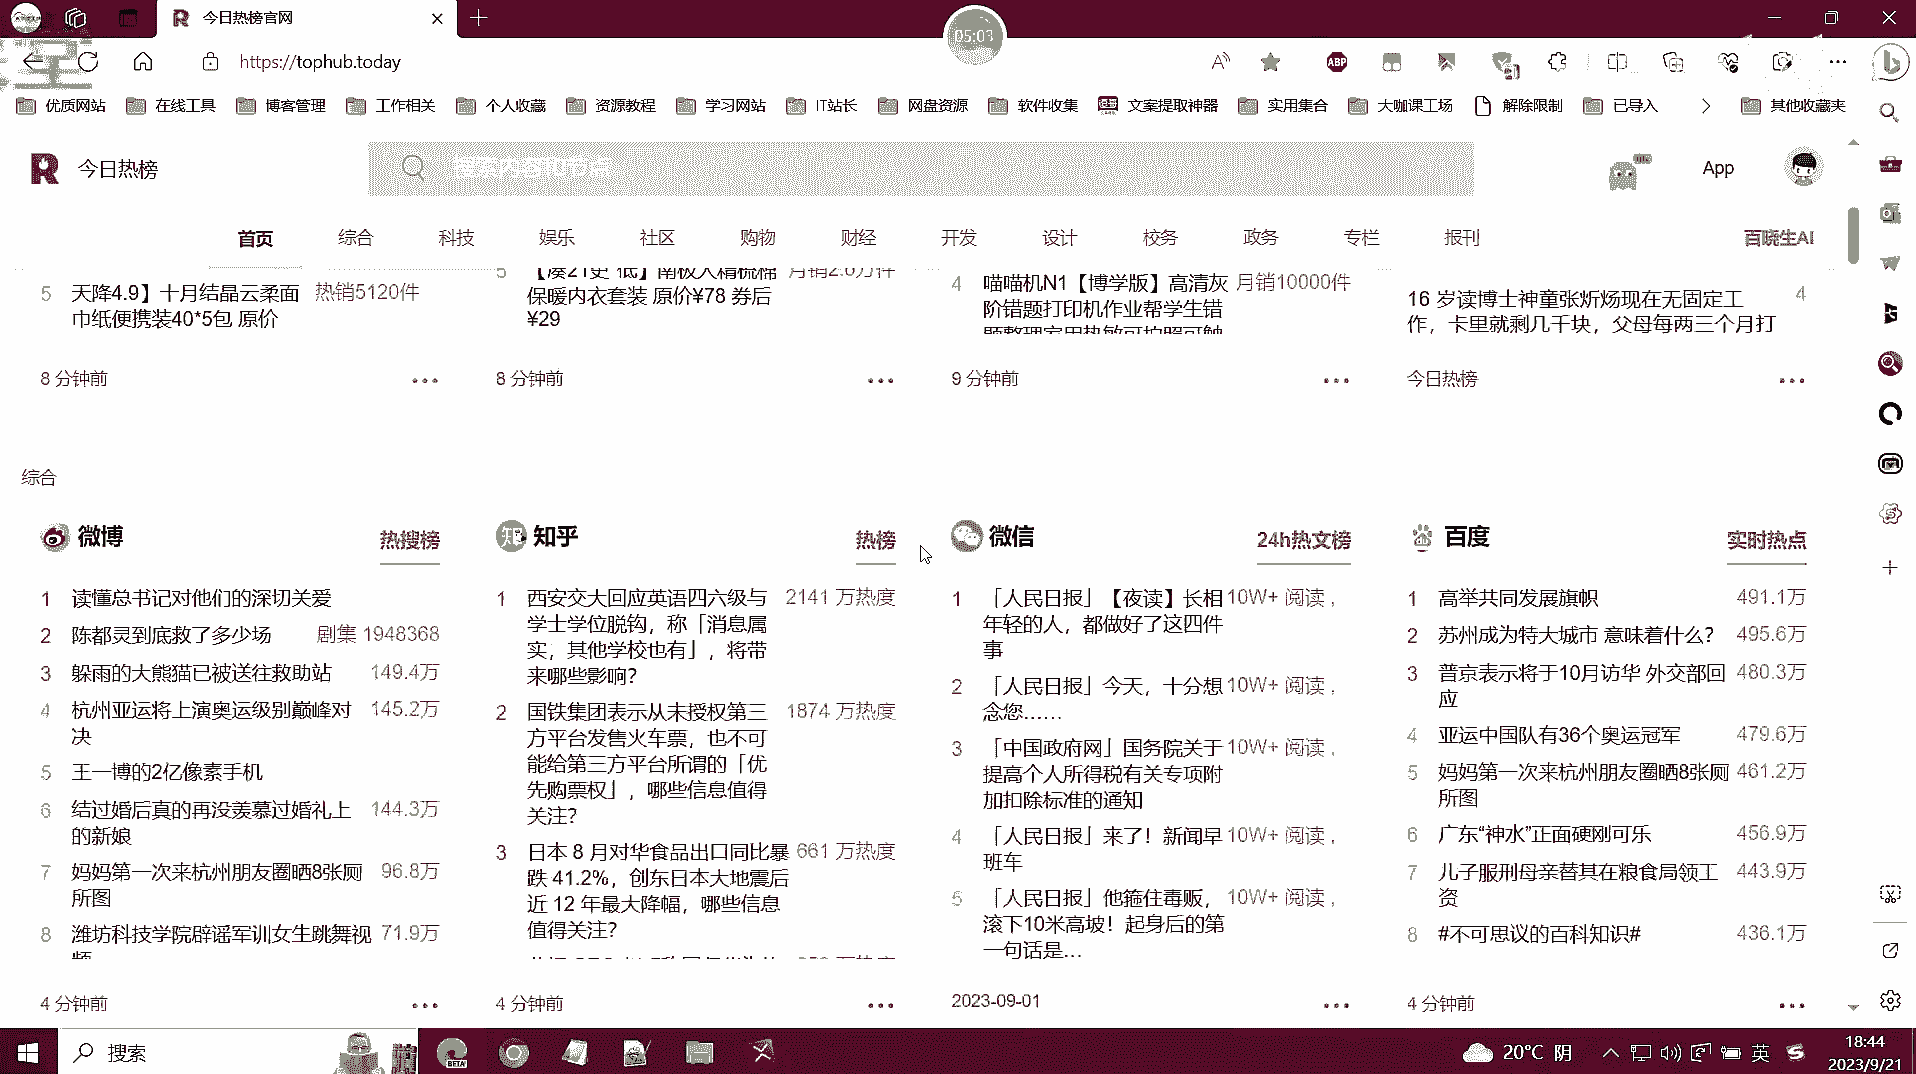 今日热榜官网
05:03
https://tophub.today
ABP
优质网站 在线工具 博客管理 工作相关 个人收藏 资源教程 学习网站 IT站长 网盘资源 软件收集 文案提取神器 实用集合 大咖课工场 解除限制 已导入 其他收藏夹
今日热榜
搜索内容和节点
App
首页 综合 科技 娱乐 社区 购物 财经 开发 设计 校务 政务 专栏 报刊 百晓生AI
5 天降4.9】十月结晶云柔面 热销5120件
巾纸便携装40*5包 原价
8 分钟前
5 【凑21更低】南极人精梳棉 月销2.6万件
保暖内衣套装 原价¥78 券后
¥29
8 分钟前
4 喵喵机N1【博学版】高清灰 月销10000件
阶错题打印机作业帮学生错
题整理家用热敏可拍照可触
9 分钟前
16 岁读博士神童张炘炀现在无固定工 4
作，卡里就剩几千块，父母每两三个月打
今日热榜
综合
微博 热搜榜
1 读懂总书记对他们的深切关爱
2 陈都灵到底救了多少场 剧集 1948368
3 躲雨的大熊猫已被送往救助站 149.4万
4 杭州亚运将上演奥运级别巅峰对 145.2万
决
5 王一博的2亿像素手机
6 结过婚后真的再没羡慕过婚礼上 144.3万
的新娘
7 妈妈第一次来杭州朋友圈晒8张厕 96.8万
所图
8 潍坊科技学院辟谣军训女生跳舞视 71.9万
频
4 分钟前
知乎 热榜
1 西安交大回应英语四六级与 2141 万热度
学士学位脱钩，称「消息属
实，其他学校也有」，将带
来哪些影响？
2 国铁集团表示从未授权第三 1874 万热度
方平台发售火车票，也不可
能给第三方平台所谓的「优
先购票权」，哪些信息值得
关注？
3 日本 8 月对华食品出口同比暴 661 万热度
跌 41.2%，创东日本大地震后
近 12 年最大降幅，哪些信息
值得关注？
4 分钟前
微信 24h热文榜
1 「人民日报」【夜读】长相 10W+ 阅读 ,
年轻的人，都做好了这四件
事
2 「人民日报」今天，十分想 10W+ 阅读 ,
念您……
3 「中国政府网」国务院关于 10W+ 阅读 ,
提高个人所得税有关专项附
加扣除标准的通知
4 「人民日报」来了！新闻早 10W+ 阅读 ,
班车
5 「人民日报」他箍住毒贩， 10W+ 阅读 ,
滚下10米高坡！起身后的第
一句话是…
2023-09-01
百度 实时热点
1 高举共同发展旗帜 491.1万
2 苏州成为特大城市 意味着什么？ 495.6万
3 普京表示将于10月访华 外交部回 480.3万
应
4 亚运中国队有36个奥运冠军 479.6万
5 妈妈第一次来杭州朋友圈晒8张厕 461.2万
所图
6 广东“神水”正面硬刚可乐 456.9万
7 儿子服刑母亲替其在粮食局领工 443.9万
资
8 #不可思议的百科知识# 436.1万
4 分钟前
搜索
BETA
20°C 阴
英
18:44
2023/9/21